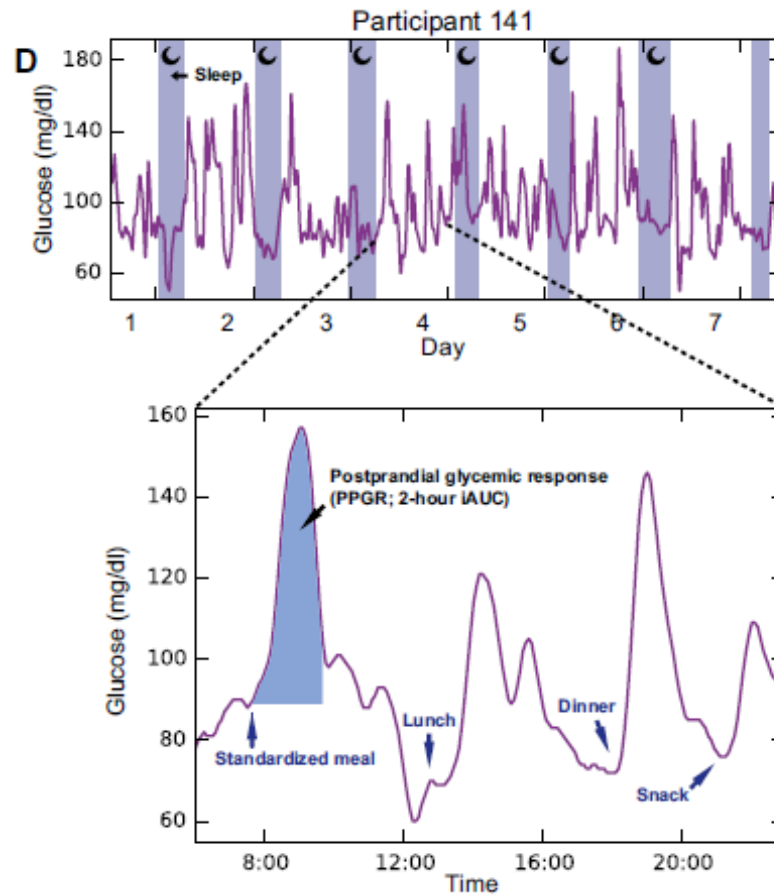 Participant 141
D
Sleep
180
140
100
60
Glucose (mg/dl)
1 2 3 4 5 6 7
Day
160
140
120
100
80
60
Glucose (mg/dl)
Postprandial glycemic response
(PPGR; 2-hour iAUC)
Standardized meal
Lunch
Dinner
Snack
8:00 12:00 16:00 20:00
Time